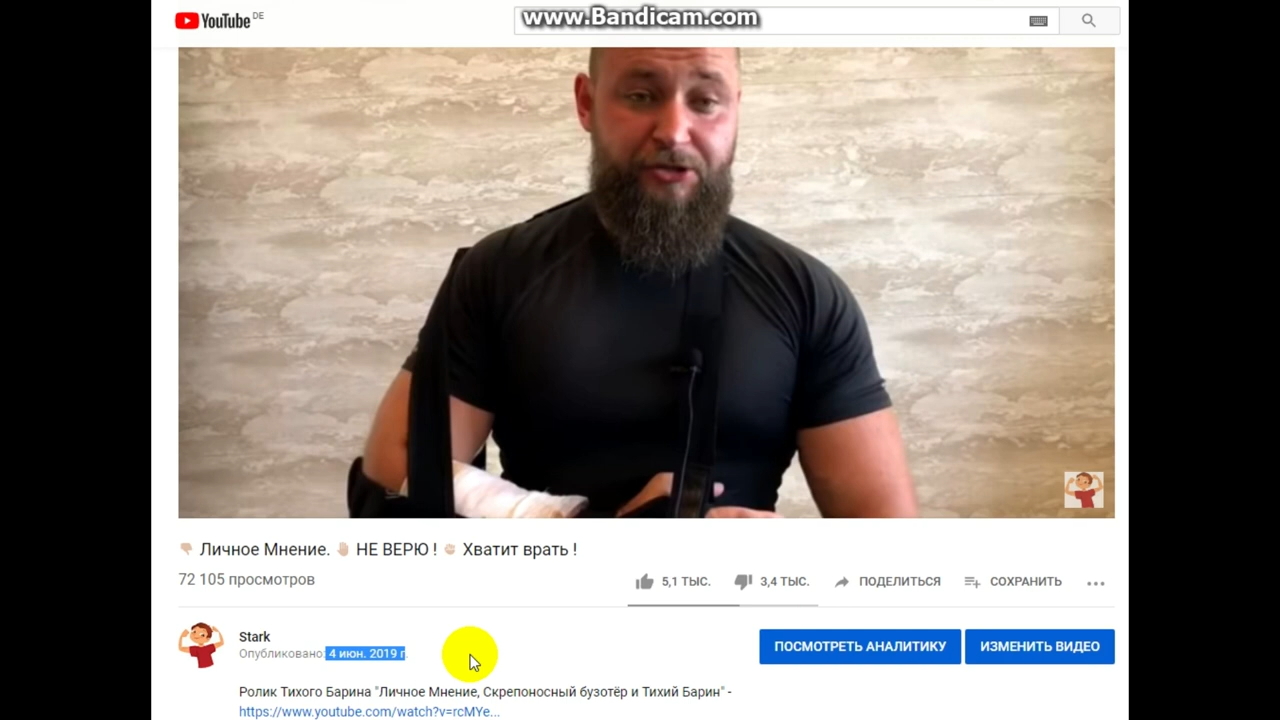 YouTube DE
www.Bandicam.com
Личное Мнение. НЕ ВЕРЮ ! Хватит врать !
72 105 просмотров
5,1 ТЫС. 3,4 ТЫС. ПОДЕЛИТЬСЯ СОХРАНИТЬ
Stark
Опубликовано: 4 июн. 2019 г.
ПОСМОТРЕТЬ АНАЛИТИКУ ИЗМЕНИТЬ ВИДЕО
Ролик Тихого Барина "Личное Мнение, Скрепоносный бузотёр и Тихий Барин" -
https://www.youtube.com/watch?v=rcMYe...